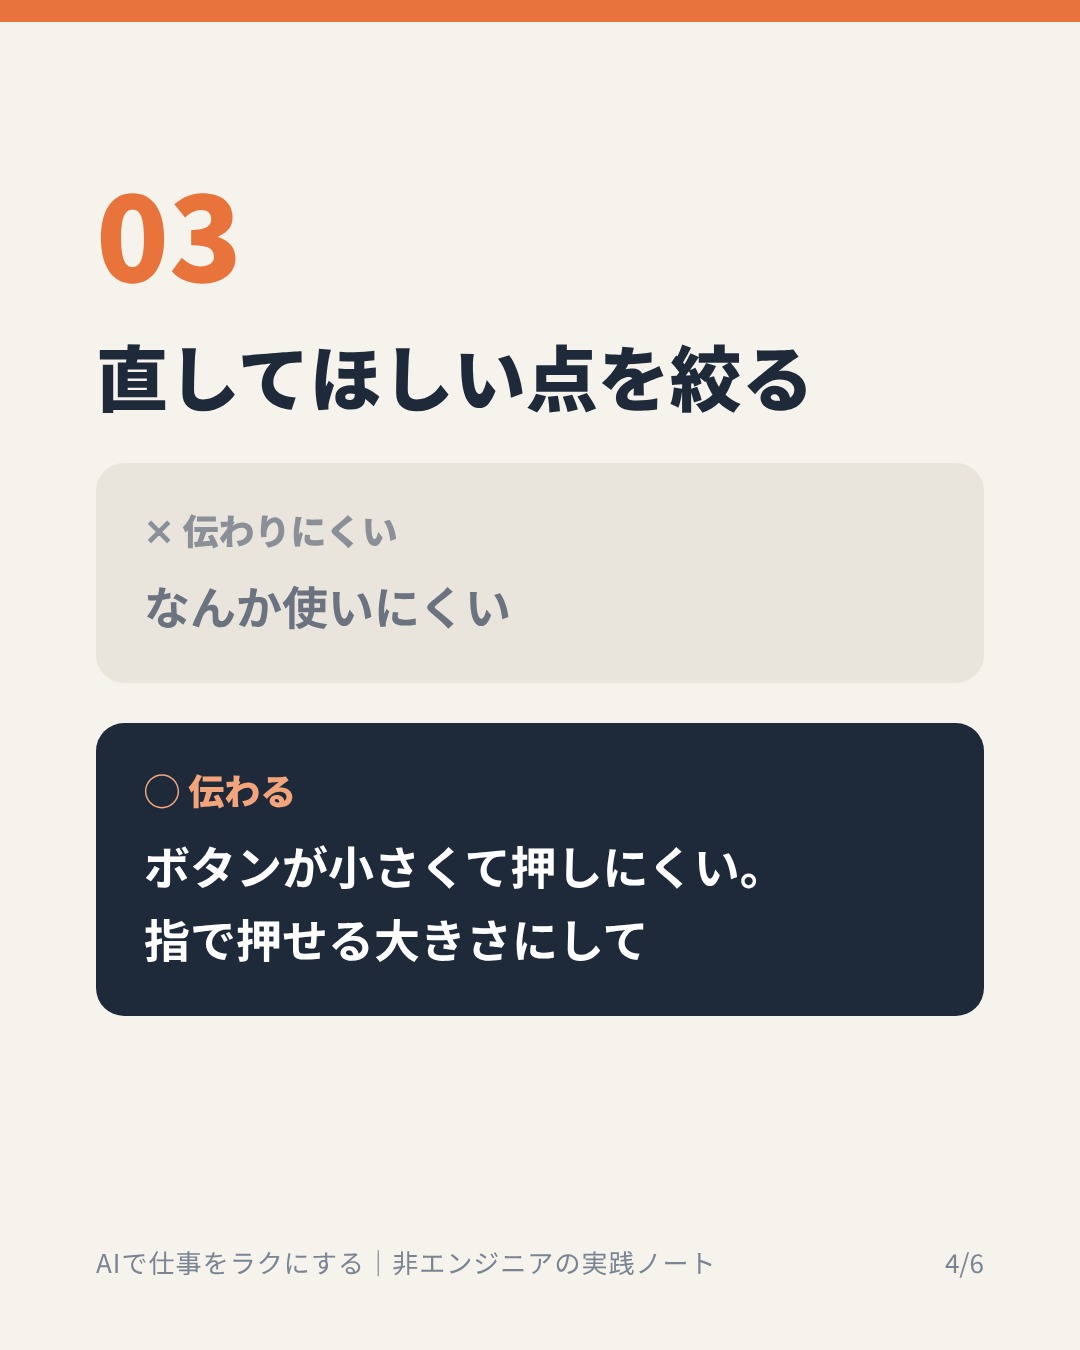 03
直してほしい点を絞る
× 伝わりにくい
なんか使いにくい
○ 伝わる
ボタンが小さくて押しにくい。
指で押せる大きさにして
AIで仕事をラクにする｜非エンジニアの実践ノート
4/6